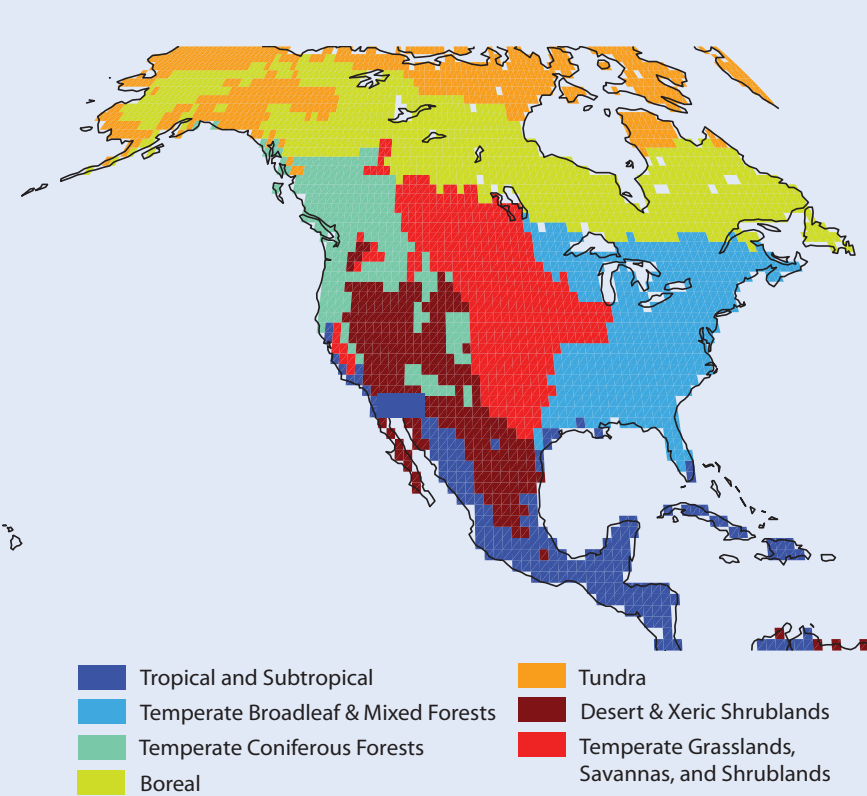 Tropical and Subtropical
Temperate Broadleaf & Mixed Forests
Temperate Coniferous Forests
Boreal
Tundra
Desert & Xeric Shrublands
Temperate Grasslands,
Savannas, and Shrublands